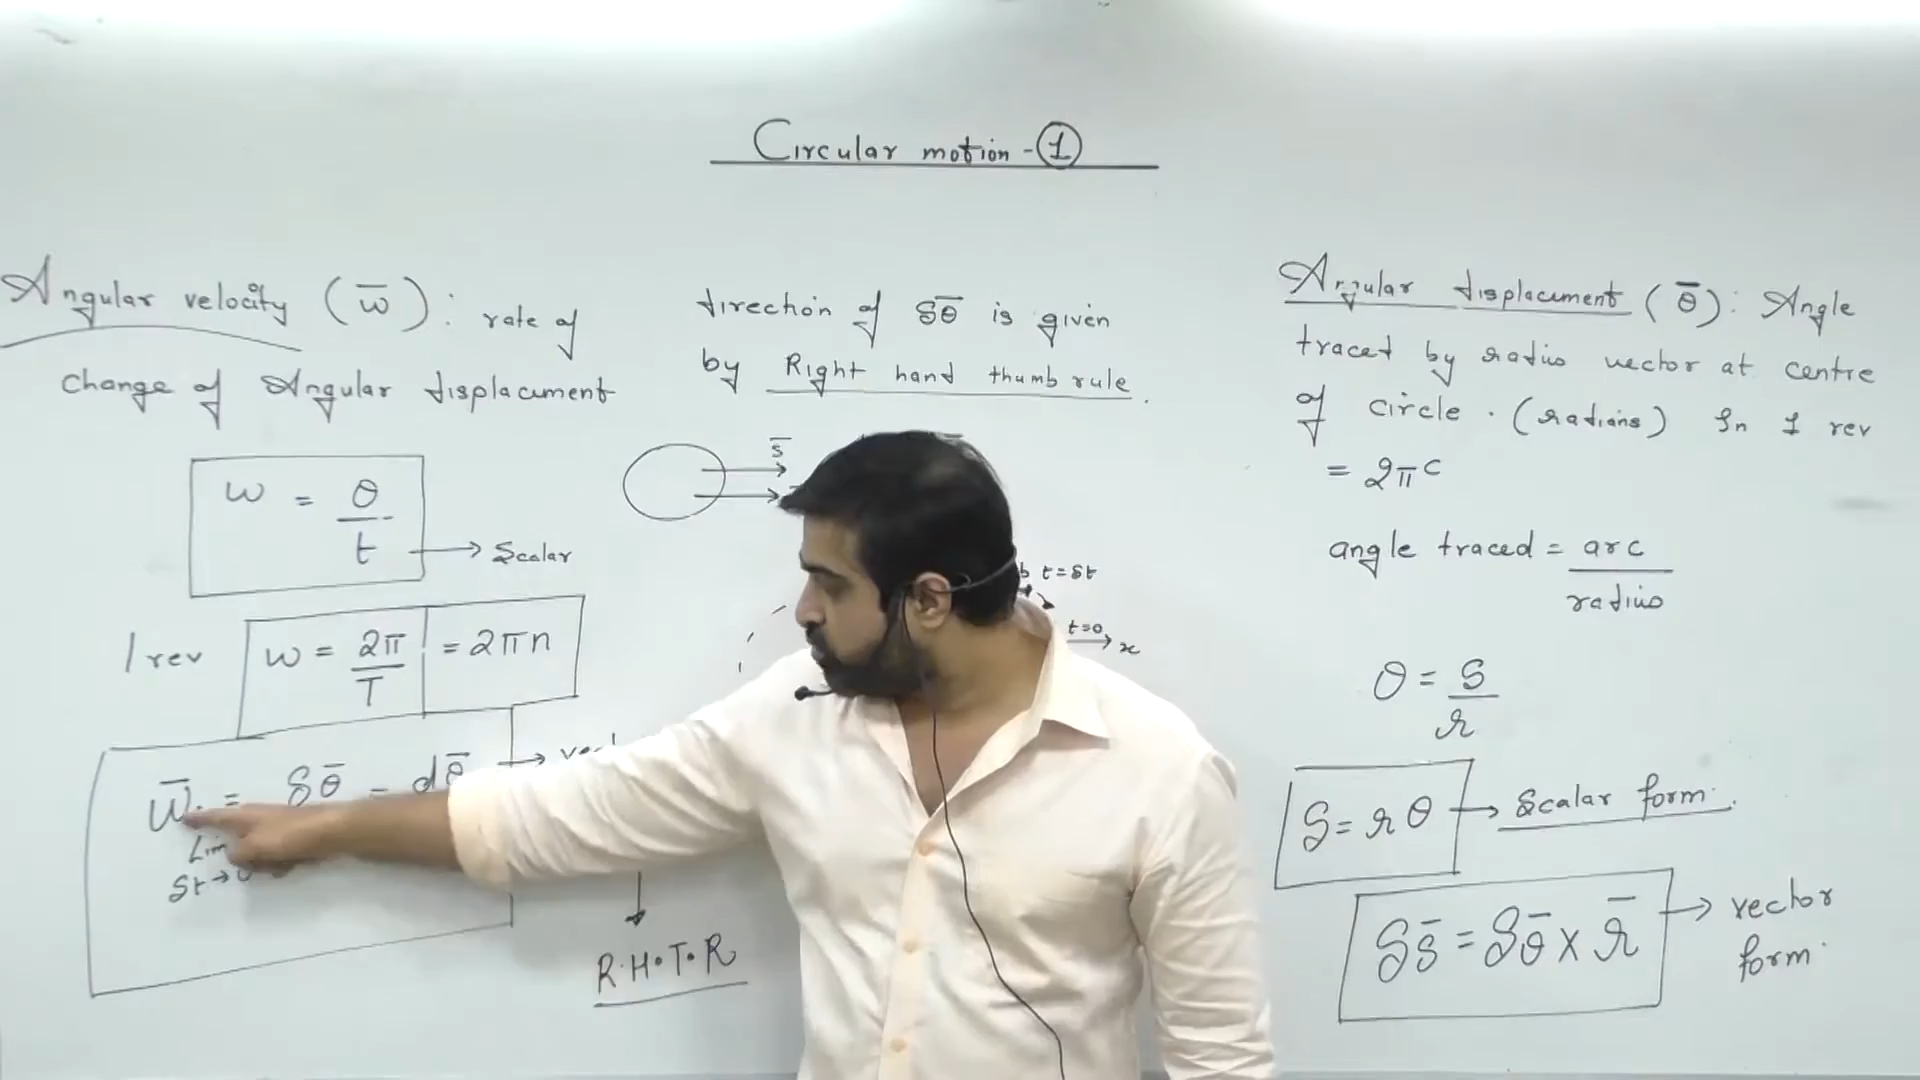 Circular motion - 1
Angular velocity (ω̄) : rate of
change of Angular displacement
ω = θ/t → Scalar
1 rev ω = 2π/T = 2πn
ω̄ = δθ̄ = dθ̄ →
Lim
δt→0
direction of δθ̄ is given
by Right hand thumb rule.
s̄
t=δt
t=0
x
R.H.T.R
Angular displacement (θ̄) : Angle
traced by radius vector at centre
of circle. (radians) In 1 rev
= 2πᶜ
angle traced = arc/radius
θ = S/r
S = rθ → Scalar form.
δs̄ = δθ̄ × r̄ → vector
form.